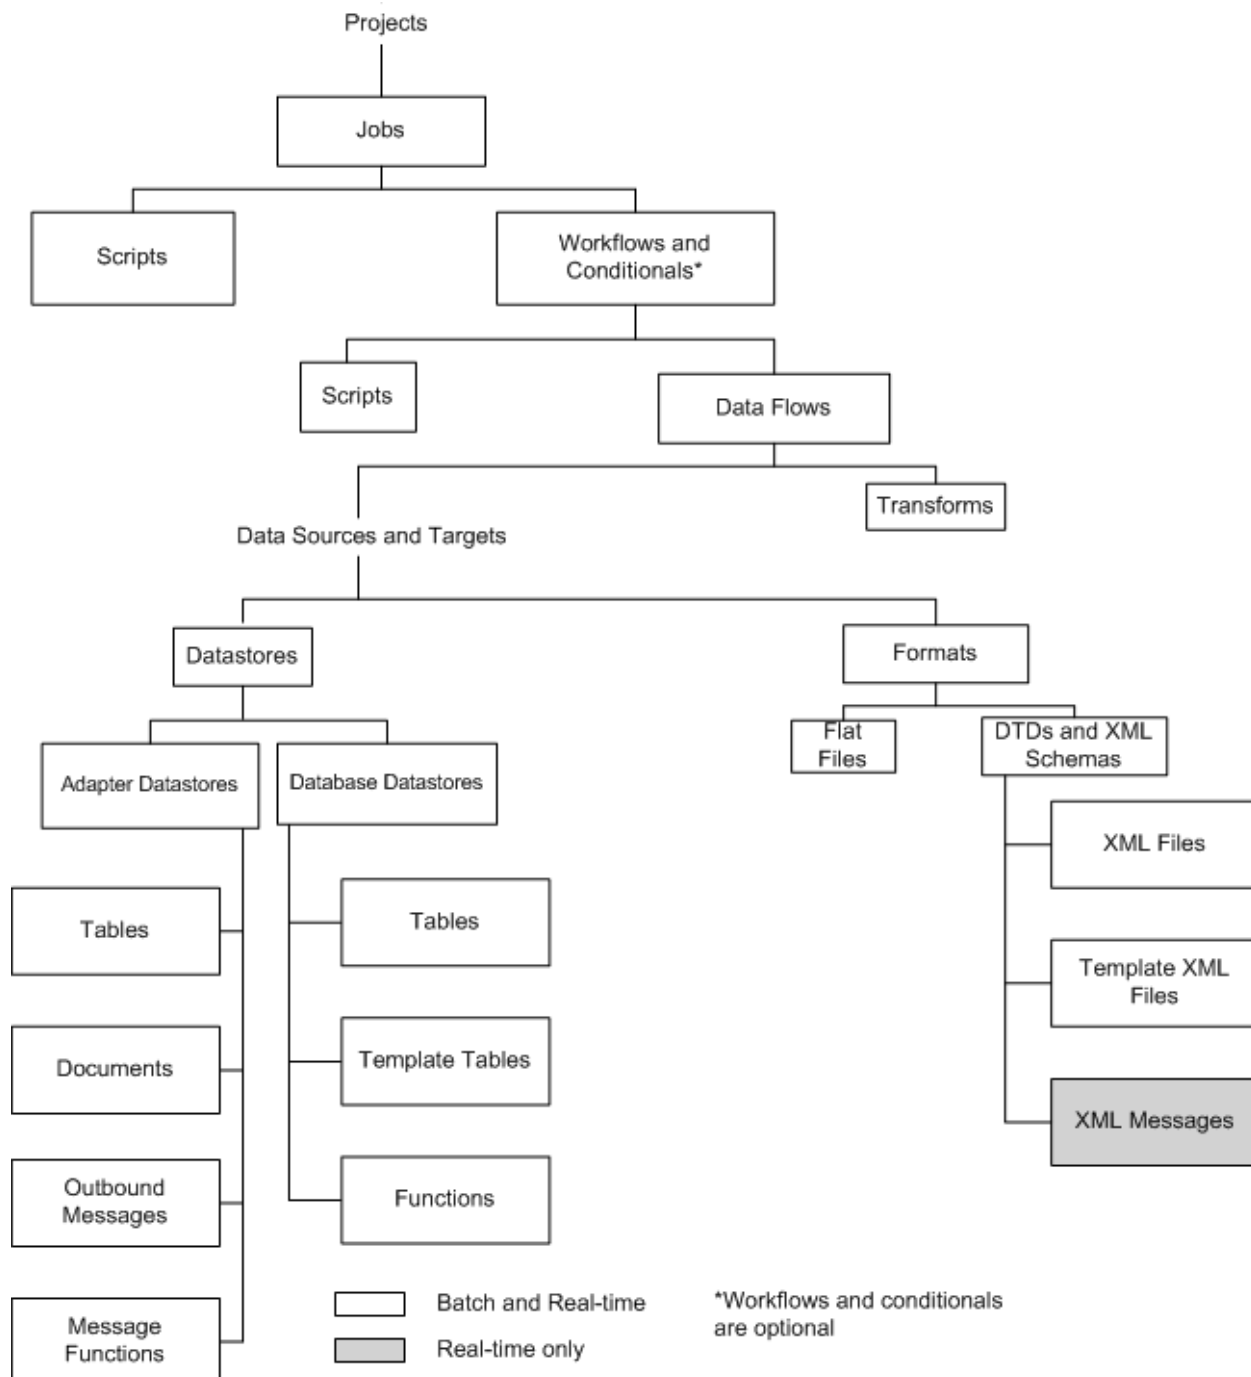 Projects
Jobs
Scripts
Workflows and
Conditionals*
Scripts
Data Flows
Transforms
Data Sources and Targets
Datastores
Formats
Flat
Files
DTDs and XML
Schemas
Adapter Datastores
Database Datastores
XML Files
Tables
Tables
Template XML
Files
Documents
Template Tables
XML Messages
Outbound
Messages
Functions
Message
Functions
Batch and Real-time
Real-time only
*Workflows and conditionals
are optional